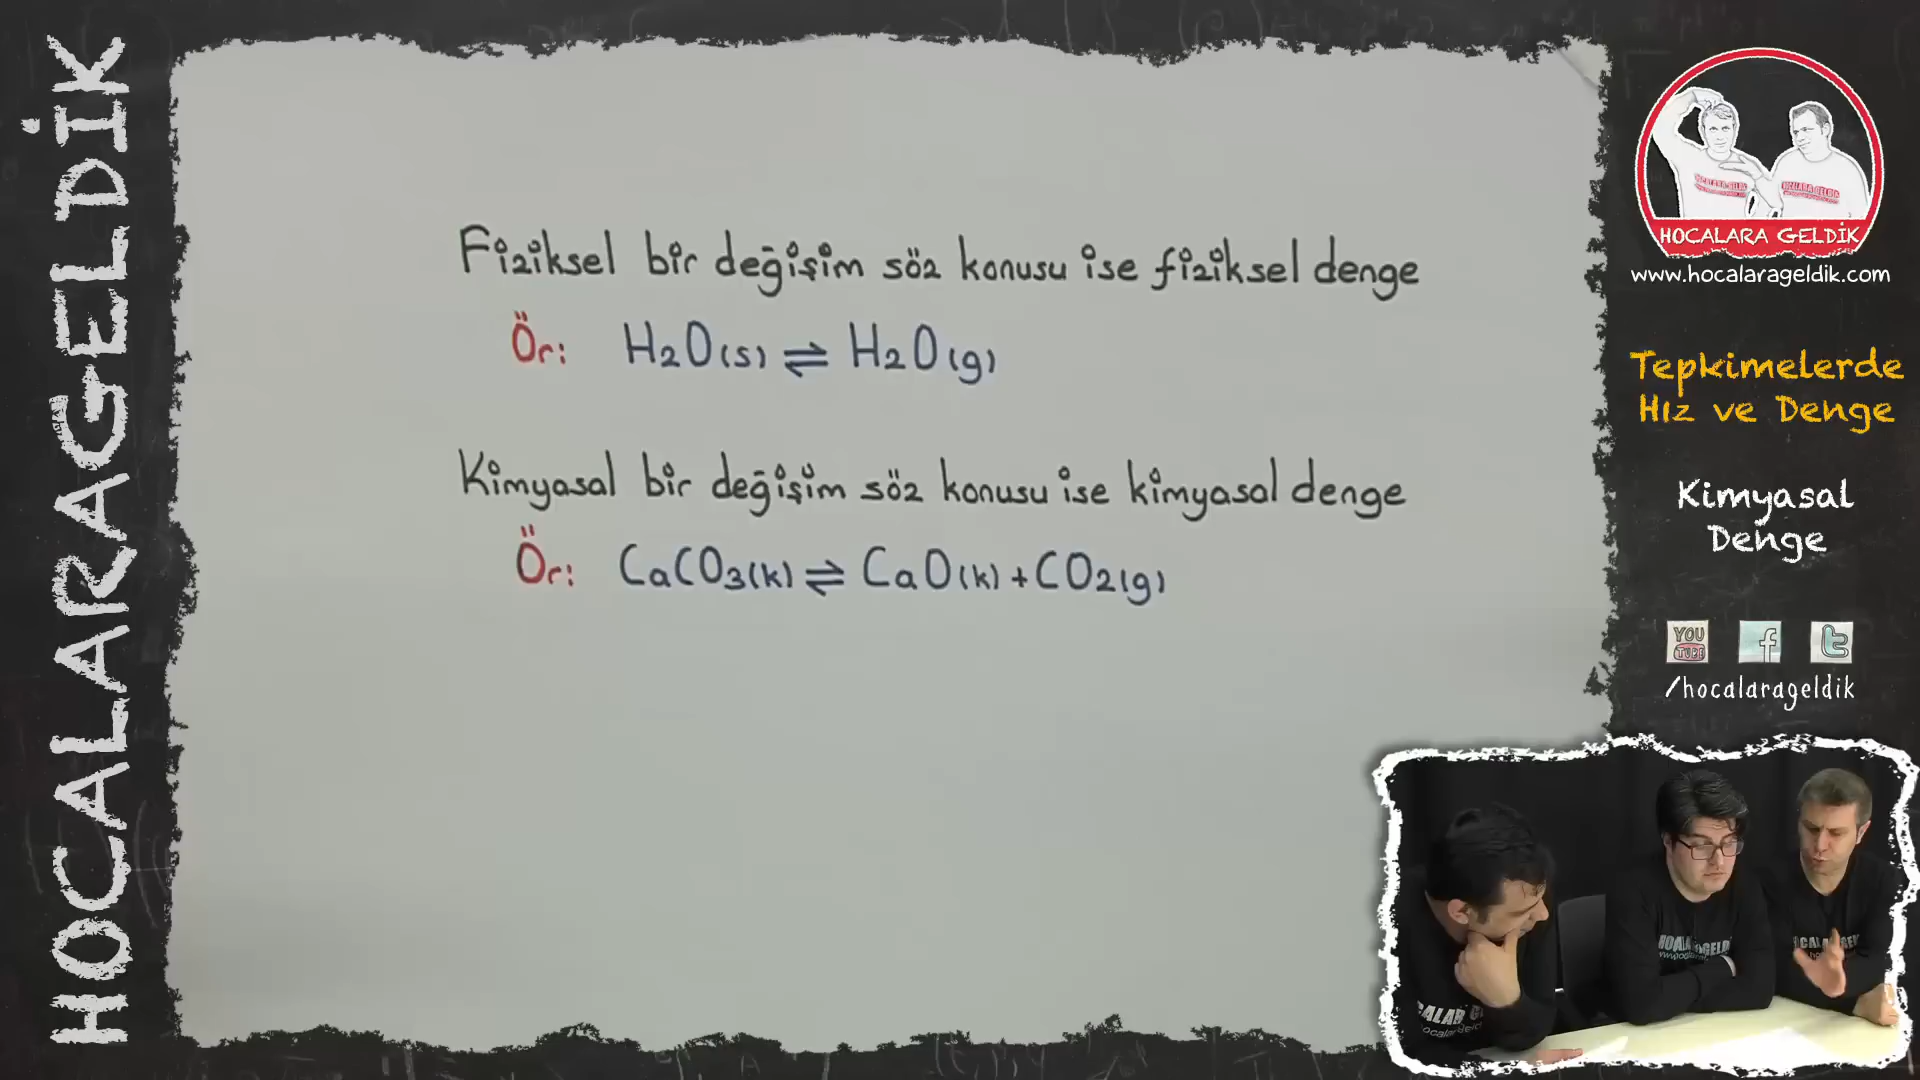 HOCALARAGELDİK
Fiziksel bir değişim söz konusu ise fiziksel denge
Ör: H2O(s) ⇌ H2O(g)
Kimyasal bir değişim söz konusu ise kimyasal denge
Ör: CaCO3(k) ⇌ CaO(k) + CO2(g)
HOCALARA GELDİK
www.hocalarageldik.com
Tepkimelerde
Hız ve Denge
Kimyasal
Denge
YOU
TUBE
f
t
/hocalarageldik